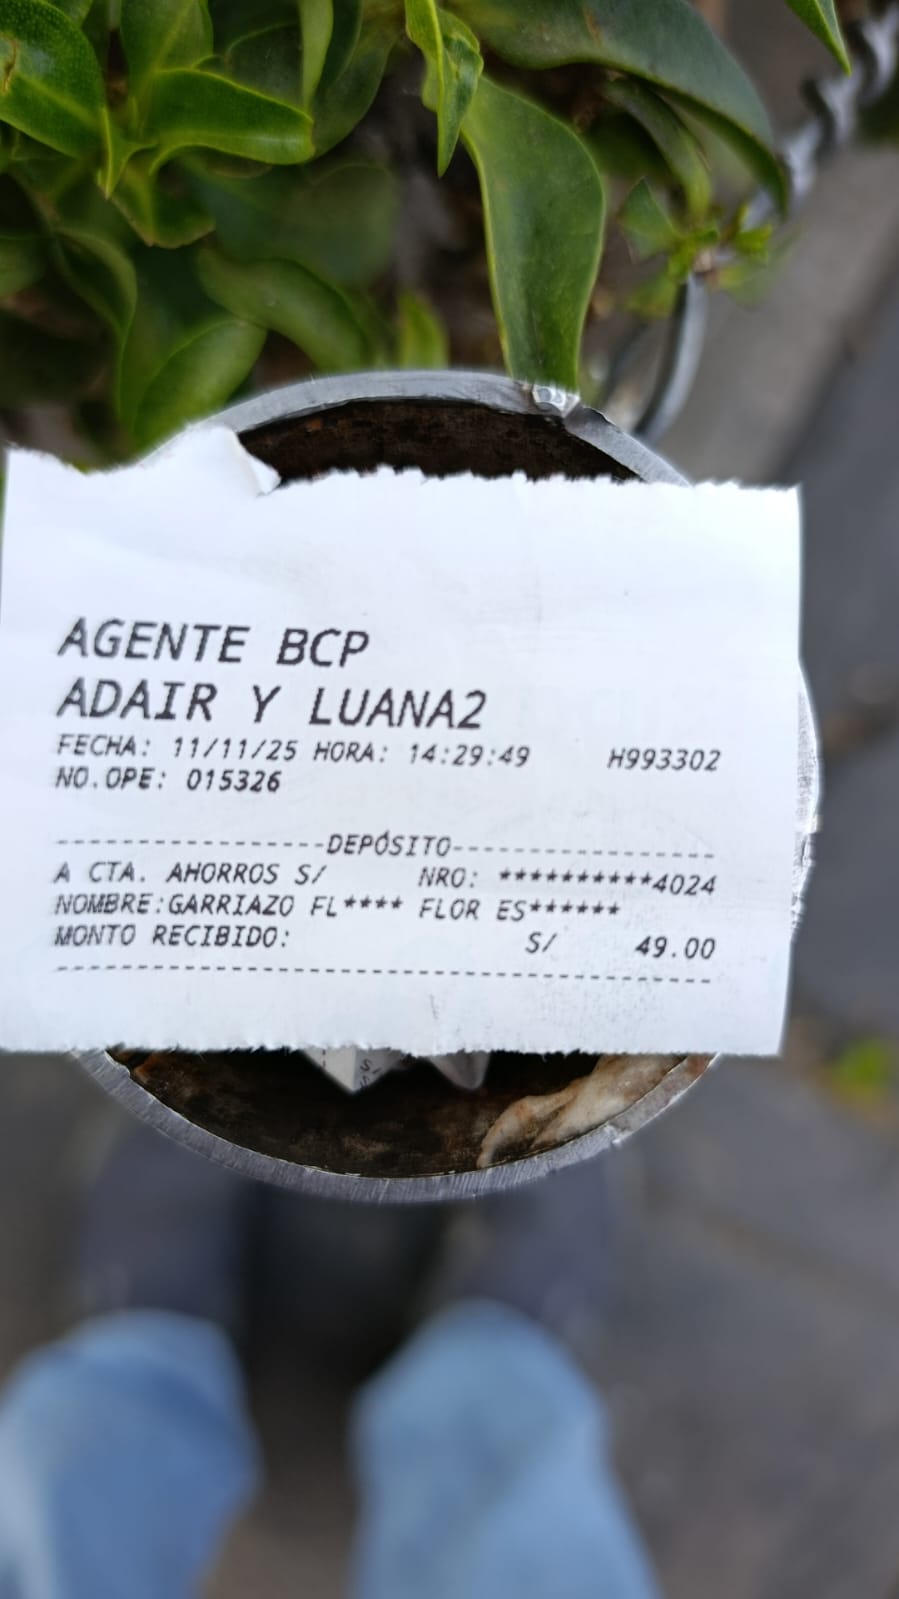 AGENTE BCP
ADAIR Y LUANA2
FECHA: 11/11/25 HORA: 14:29:49 H993302
NO.OPE: 015326
------------------DEPÓSITO------------------
A CTA. AHORROS S/ NRO: **********4024
NOMBRE:GARRIAZO FL**** FLOR ES******
MONTO RECIBIDO: S/ 49.00